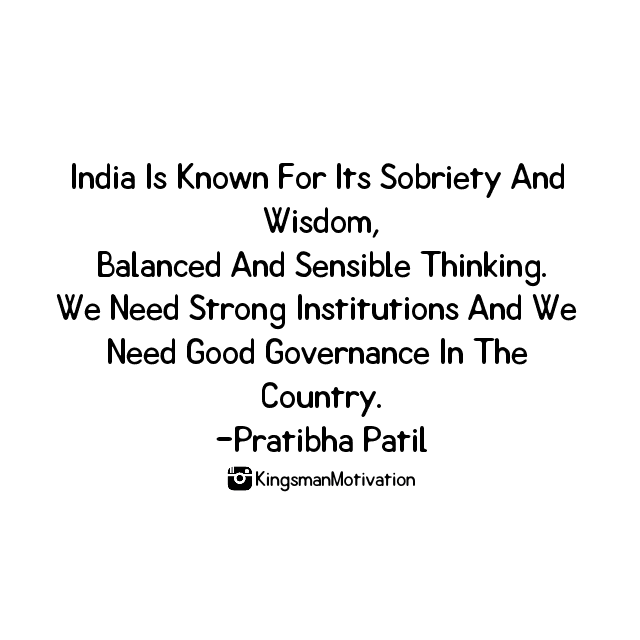 India Is Known For Its Sobriety And
Wisdom,
Balanced And Sensible Thinking.
We Need Strong Institutions And We
Need Good Governance In The
Country.
-Pratibha Patil
KingsmanMotivation